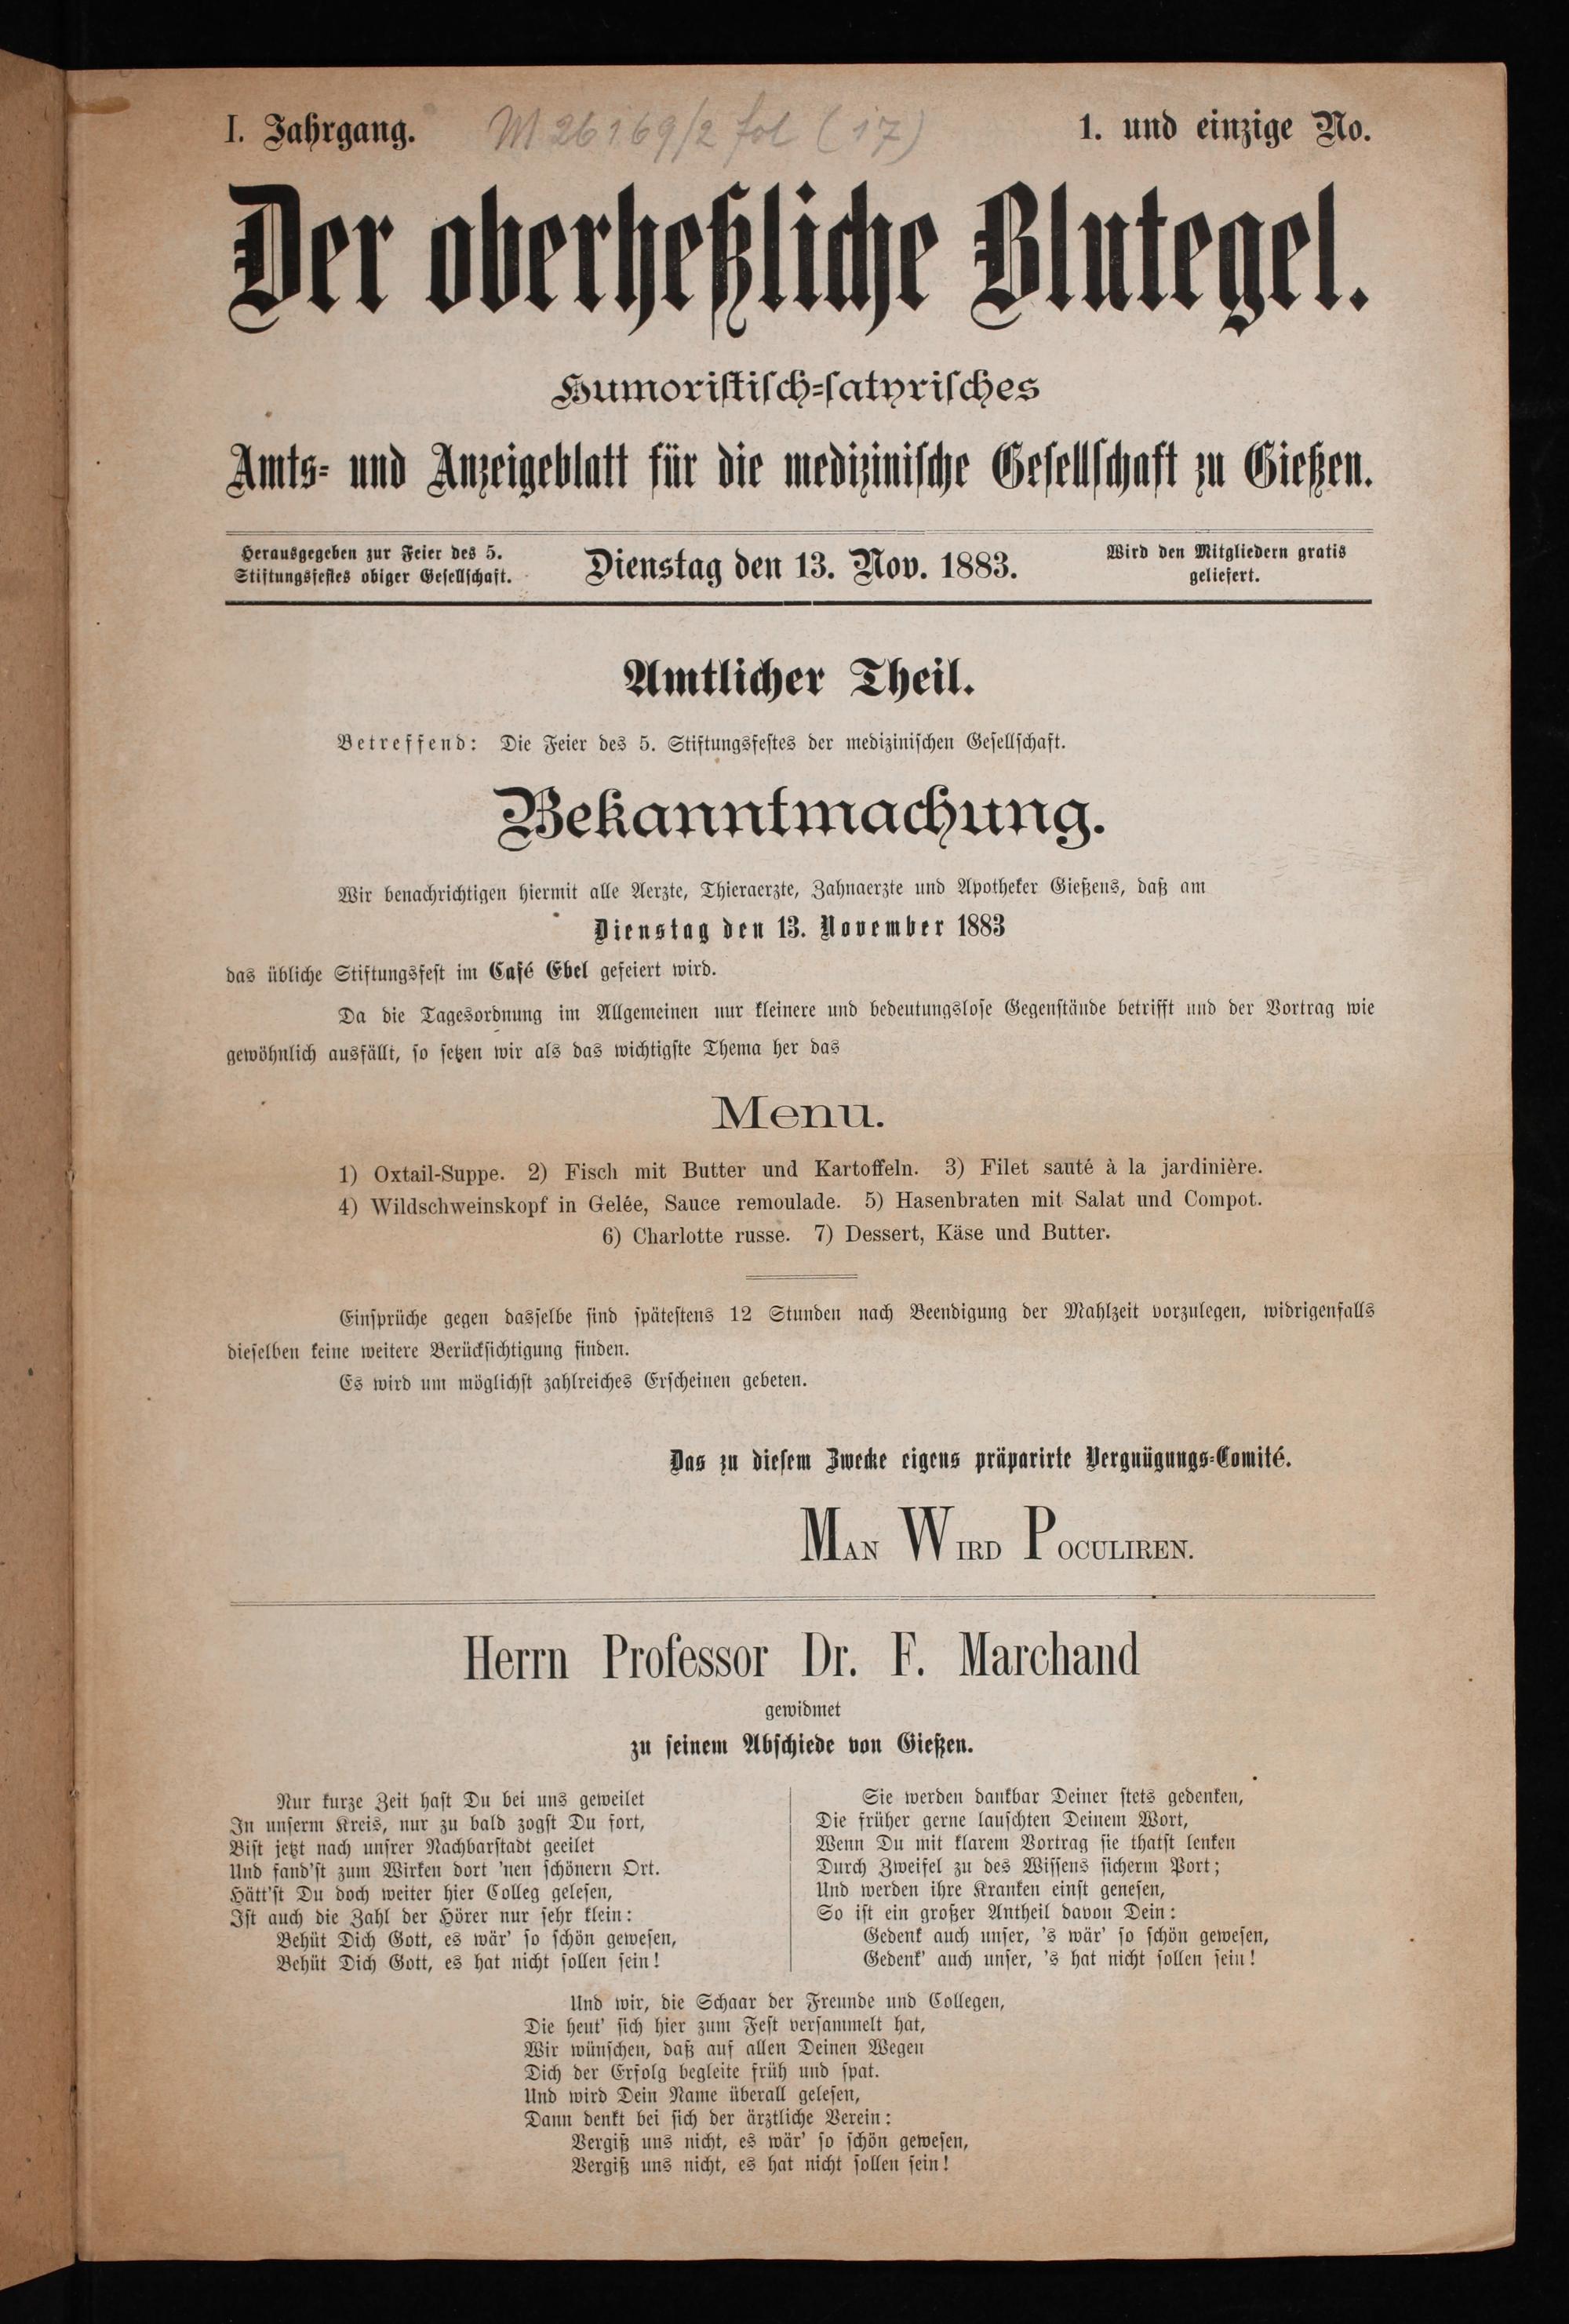 I. Jahrgang.
M 26169/2 fol (17)
1. und einzige No.
Der oberheßliche Blutegel.
Humoristisch-satyrisches
Amts- und Anzeigeblatt für die medizinische Gesellschaft zu Gießen.
Herausgegeben zur Feier des 5.
Stiftungsfestes obiger Gesellschaft.
Dienstag den 13. Nov. 1883.
Wird den Mitgliedern gratis
geliefert.
Amtlicher Theil.
Betreffend: Die Feier des 5. Stiftungsfestes der medizinischen Gesellschaft.
Bekanntmachung.
Wir benachrichtigen hiermit alle Aerzte, Thieraerzte, Zahnaerzte und Apotheker Gießens, daß am
Dienstag den 13. November 1883
das übliche Stiftungsfest im Café Ebel gefeiert wird.
Da die Tagesordnung im Allgemeinen nur kleinere und bedeutungslose Gegenstände betrifft und der Vortrag wie
gewöhnlich ausfällt, so setzen wir als das wichtigste Thema her das
Menu.
1) Oxtail-Suppe. 2) Fisch mit Butter und Kartoffeln. 3) Filet sauté à la jardinière.
4) Wildschweinskopf in Gelée, Sauce remoulade. 5) Hasenbraten mit Salat und Compot.
6) Charlotte russe. 7) Dessert, Käse und Butter.
Einsprüche gegen dasselbe sind spätestens 12 Stunden nach Beendigung der Mahlzeit vorzulegen, widrigenfalls
dieselben keine weitere Berücksichtigung finden.
Es wird um möglichst zahlreiches Erscheinen gebeten.
Das zu diesem Zwecke eigens präparirte Vergnügungs-Comité.
MAN WIRD POCULIREN.
Herrn Professor Dr. F. Marchand
gewidmet
zu seinem Abschiede von Gießen.
Nur kurze Zeit hast Du bei uns geweilet
In unserm Kreis, nur zu bald zogst Du fort,
Bist jetzt nach unsrer Nachbarstadt geeilet
Und fand'st zum Wirken dort 'nen schönern Ort.
Hätt'st Du doch weiter hier Colleg gelesen,
Ist auch die Zahl der Hörer nur sehr klein:
Behüt Dich Gott, es wär' so schön gewesen,
Behüt Dich Gott, es hat nicht sollen sein!
Sie werden dankbar Deiner stets gedenken,
Die früher gerne lauschten Deinem Wort,
Wenn Du mit klarem Vortrag sie thatst lenken
Durch Zweifel zu des Wissens sicherm Port;
Und werden ihre Kranken einst genesen,
So ist ein großer Antheil davon Dein:
Gedenk auch unser, 's wär' so schön gewesen,
Gedenk' auch unser, 's hat nicht sollen sein!
Und wir, die Schaar der Freunde und Collegen,
Die heut' sich hier zum Fest versammelt hat,
Wir wünschen, daß auf allen Deinen Wegen
Dich der Erfolg begleite früh und spat.
Und wird Dein Name überall gelesen,
Dann denkt bei sich der ärztliche Verein:
Vergiß uns nicht, es wär' so schön gewesen,
Vergiß uns nicht, es hat nicht sollen sein!